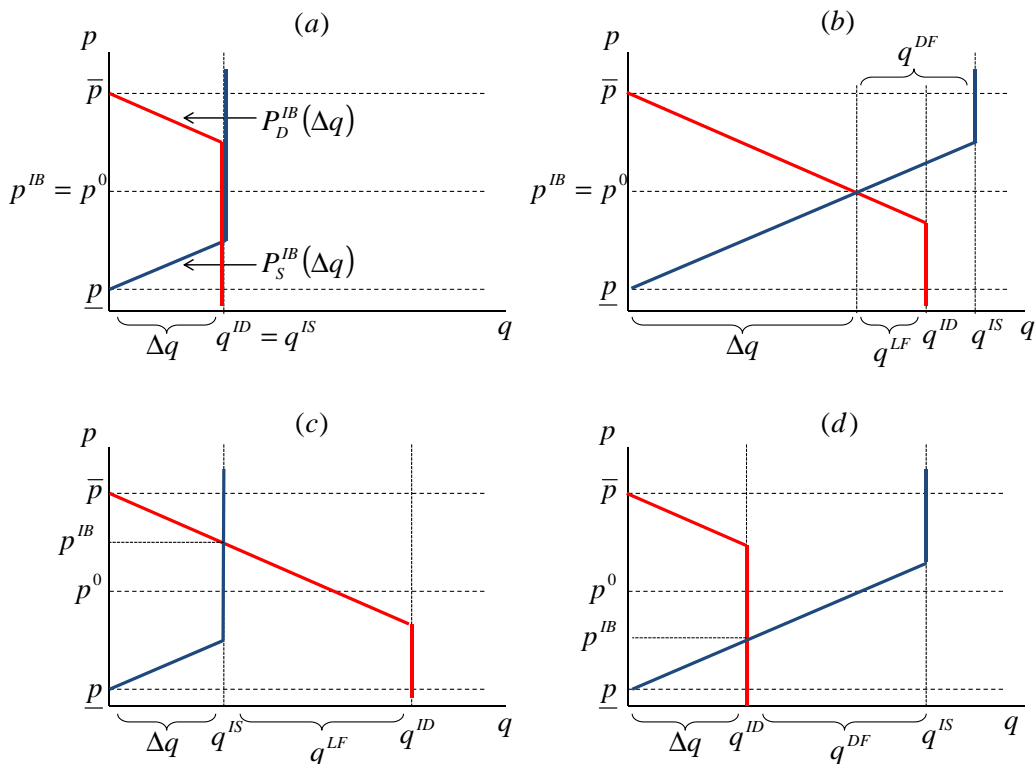 (a)
p
p̅
P_D^{IB}(Δq)
p^{IB} = p^0
P_S^{IB}(Δq)
p̲
Δq
q^{ID} = q^{IS}
q
(b)
p
q^{DF}
p̅
p^{IB} = p^0
p̲
Δq
q^{LF}
q^{ID}
q^{IS}
q
(c)
p
p̅
p^{IB}
p^0
p̲
Δq
q^{IS}
q^{LF}
q^{ID}
q
(d)
p
p̅
p^0
p^{IB}
p̲
Δq
q^{ID}
q^{DF}
q^{IS}
q